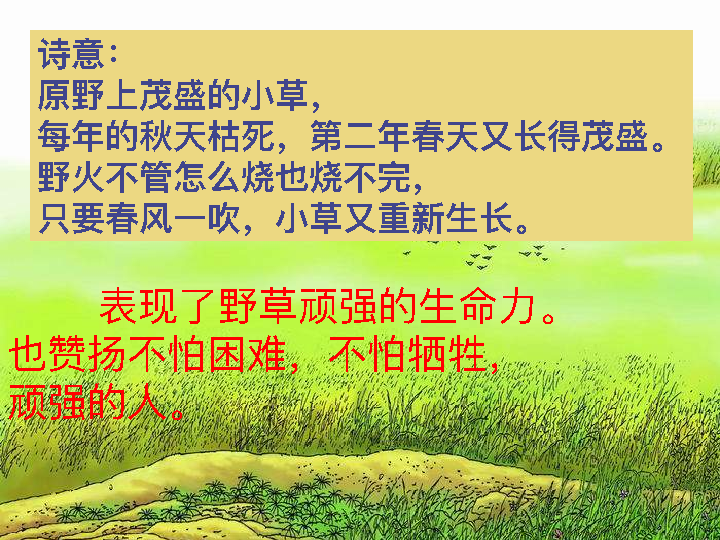 诗意：
原野上茂盛的小草，
每年的秋天枯死，第二年春天又长得茂盛。
野火不管怎么烧也烧不完，
只要春风一吹，小草又重新生长。
表现了野草顽强的生命力。
也赞扬不怕困难，不怕牺牲，
顽强的人。